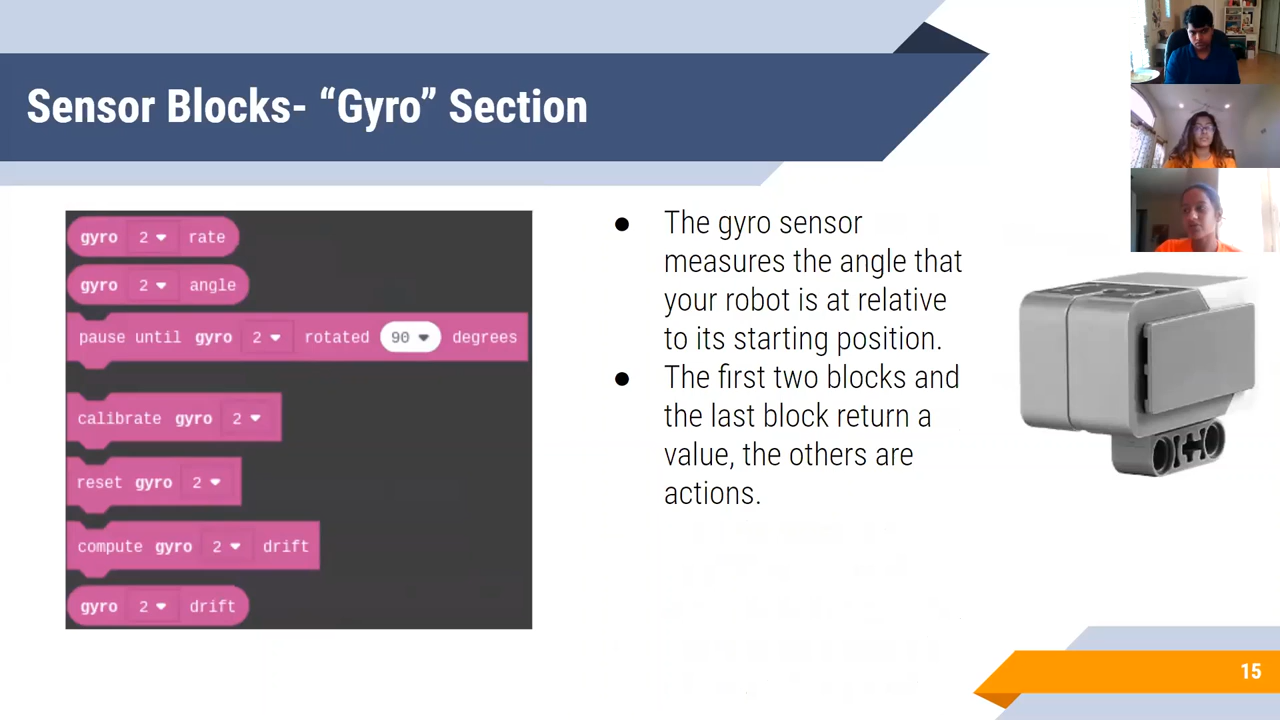 Sensor Blocks- “Gyro” Section
gyro 2 rate
gyro 2 angle
pause until gyro 2 rotated 90 degrees
calibrate gyro 2
reset gyro 2
compute gyro 2 drift
gyro 2 drift
● The gyro sensor
measures the angle that
your robot is at relative
to its starting position.
● The first two blocks and
the last block return a
value, the others are
actions.
15